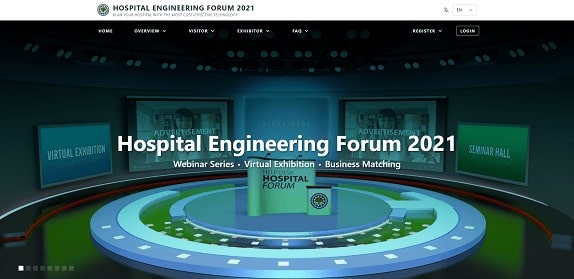 HOSPITAL ENGINEERING FORUM 2021
PLAN YOUR HOSPITAL WITH THE MOST COST-EFFECTIVE TECHNOLOGY
EN
HOME OVERVIEW VISITOR EXHIBITOR FAQ REGISTER LOGIN
ADVERTISEMENT ADVERTISEMENT
VIRTUAL EXHIBITION
SEMINAR HALL
Hospital Engineering Forum 2021
Webinar Series • Virtual Exhibition • Business Matching
HELP DESK
HOSPITAL
FORUM